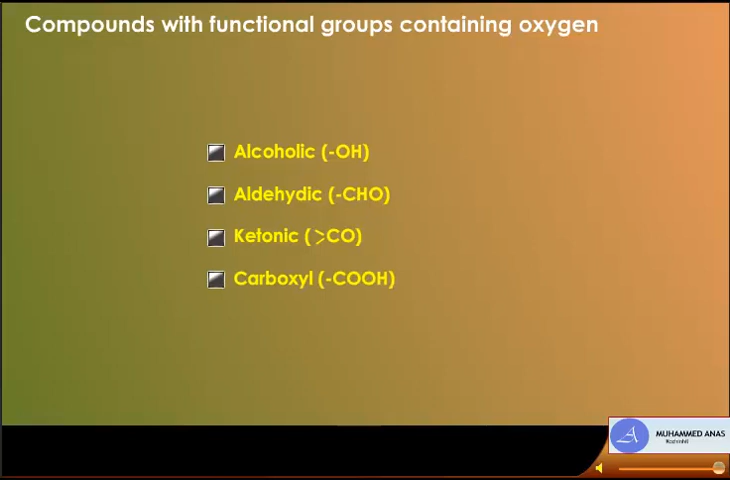 Compounds with functional groups containing oxygen
Alcoholic (-OH)
Aldehydic (-CHO)
Ketonic ( >CO)
Carboxyl (-COOH)
MUHAMMED ANAS